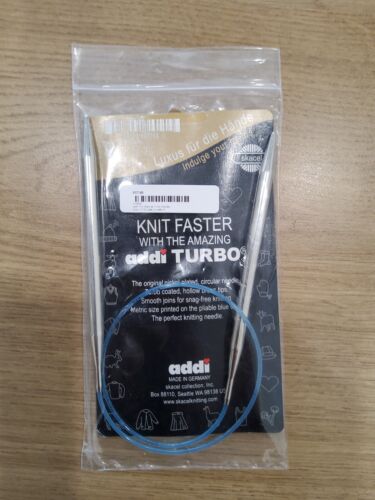 Luxus für die Hände
Indulge your
skacel
KNIT FASTER
WITH THE AMAZING
addi TURBO
The original nickel plated, circular needle.
coated, hollow brass tips.
Smooth joins for snag-free knitting
Metric size printed on the pliable blue
The perfect knitting needle.
addi
MADE IN GERMANY
skacel collection, Inc.
Box 88110, Seattle WA 98138 U
www.skacelknitting.com